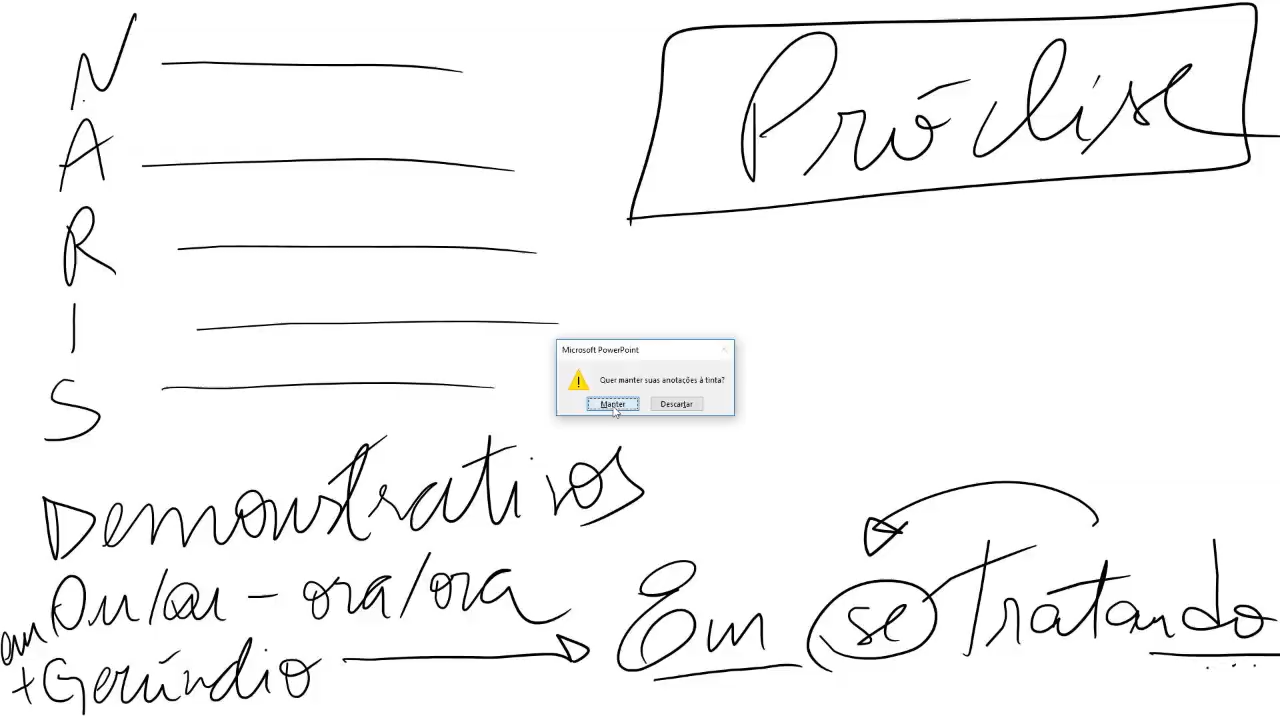 N
A
R
I
S
Próclise
Microsoft PowerPoint
Quer manter suas anotações à tinta?
Manter Descartar
Demonstrativos
Ou/ou - ora/ora
em + Gerúndio
Em se tratando
...